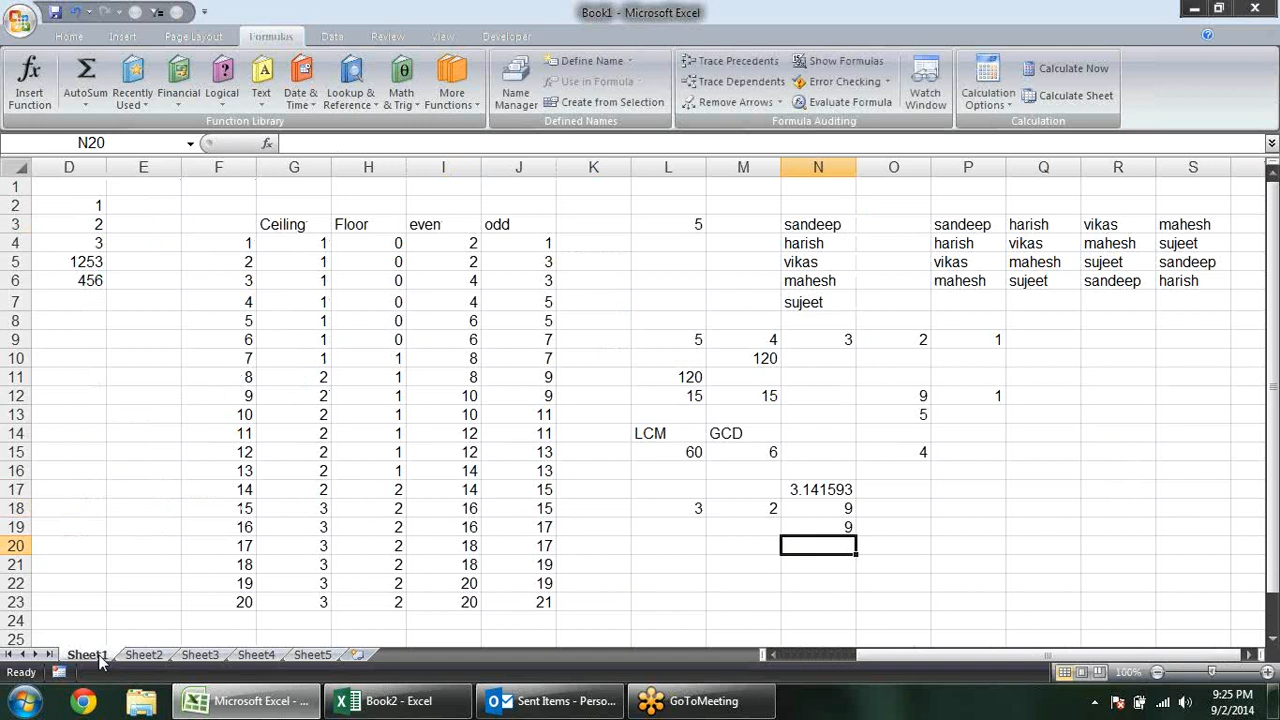 Book1 - Microsoft Excel
Home Insert Page Layout Formulas Data Review View Developer
Insert Function
AutoSum
Recently Used
Financial
Logical
Text
Date & Time
Lookup & Reference
Math & Trig
More Functions
Function Library
Name Manager
Define Name
Use in Formula
Create from Selection
Defined Names
Trace Precedents
Trace Dependents
Remove Arrows
Show Formulas
Error Checking
Evaluate Formula
Formula Auditing
Watch Window
Calculation Options
Calculate Now
Calculate Sheet
Calculation
N20 fx
D E F G H I J K L M N O P Q R S
1
2 1
3 2 Ceiling Floor even odd 5 sandeep sandeep harish vikas mahesh
4 3 1 1 0 2 1 harish harish vikas mahesh sujeet
5 1253 2 1 0 2 3 vikas vikas mahesh sujeet sandeep
6 456 3 1 0 4 3 mahesh mahesh sujeet sandeep harish
7 4 1 0 4 5 sujeet
8 5 1 0 6 5
9 6 1 0 6 7 5 4 3 2 1
10 7 1 1 8 7 120
11 8 2 1 8 9 120
12 9 2 1 10 9 15 15 9 1
13 10 2 1 10 11 5
14 11 2 1 12 11 LCM GCD
15 12 2 1 12 13 60 6 4
16 13 2 1 14 13
17 14 2 2 14 15 3.141593
18 15 3 2 16 15 3 2 9
19 16 3 2 16 17 9
20 17 3 2 18 17
21 18 3 2 18 19
22 19 3 2 20 19
23 20 3 2 20 21
24
25
Sheet1 Sheet2 Sheet3 Sheet4 Sheet5
Ready 100%
Microsoft Excel - ... Book2 - Excel Sent Items - Perso... GoToMeeting
9:25 PM
9/2/2014